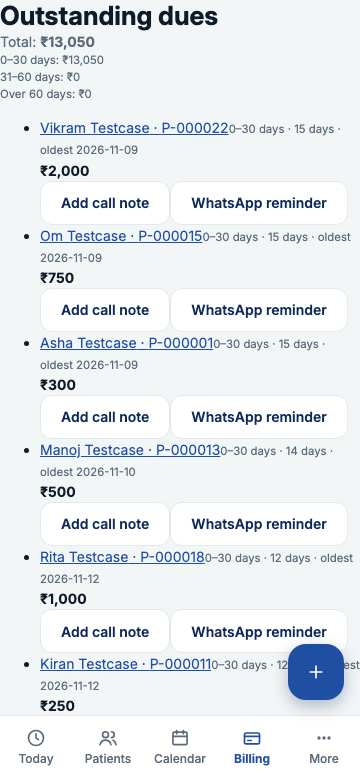 Outstanding dues
Total: ₹13,050
0–30 days: ₹13,050
31–60 days: ₹0
Over 60 days: ₹0
Vikram Testcase · P-000022 0–30 days · 15 days ·
oldest 2026-11-09
₹2,000
Add call note WhatsApp reminder
Om Testcase · P-000015 0–30 days · 15 days · oldest
2026-11-09
₹750
Add call note WhatsApp reminder
Asha Testcase · P-000001 0–30 days · 15 days ·
oldest 2026-11-09
₹300
Add call note WhatsApp reminder
Manoj Testcase · P-000013 0–30 days · 14 days ·
oldest 2026-11-10
₹500
Add call note WhatsApp reminder
Rita Testcase · P-000018 0–30 days · 12 days · oldest
2026-11-12
₹1,000
Add call note WhatsApp reminder
Kiran Testcase · P-000011 0–30 days · 12
2026-11-12
₹250
Today Patients Calendar Billing More